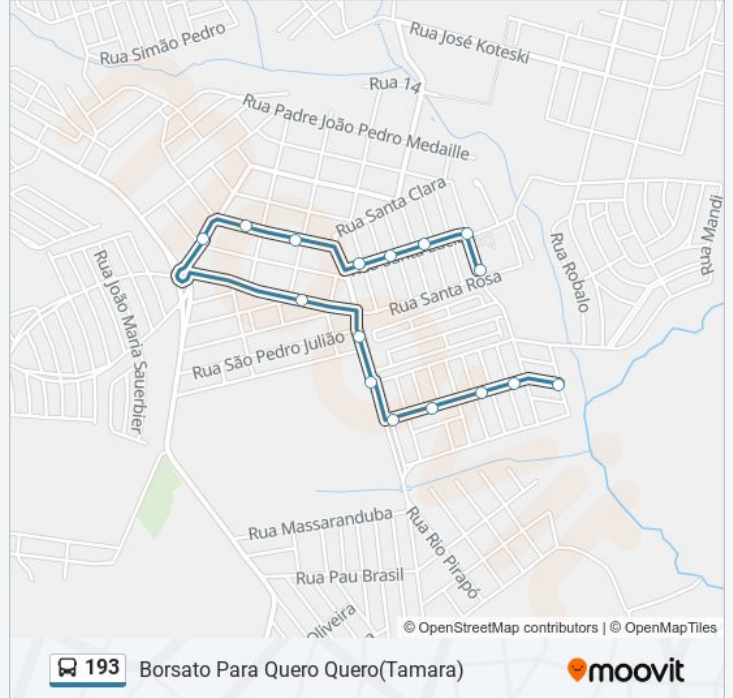 Rua Simão Pedro
Rua José Koteski
Rua 14
Rua Padre João Pedro Medaille
Rua Santa Clara
Rua Mandi
Rua Robalo
Rua João Maria Sauerbier
Rua Santa Rosa
Rua São Pedro Julião
Rua Massaranduba
Rua Rio Pirapó
Rua Pau Brasil
Oliveira
© OpenStreetMap contributors | © OpenMapTiles
193 Borsato Para Quero Quero(Tamara)
moovit